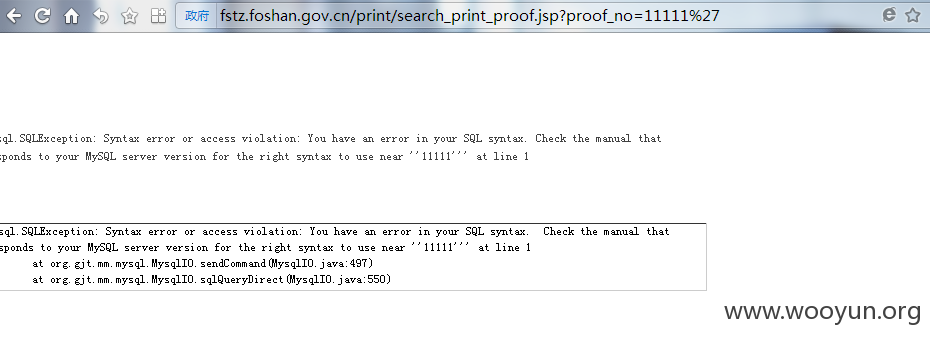 政府 fstz.foshan.gov.cn/print/search_print_proof.jsp?proof_no=11111%27
sql.SQLException: Syntax error or access violation: You have an error in your SQL syntax. Check the manual that
sponds to your MySQL server version for the right syntax to use near ''11111''' at line 1
sql.SQLException: Syntax error or access violation: You have an error in your SQL syntax.  Check the manual that
sponds to your MySQL server version for the right syntax to use near ''11111''' at line 1
at org.gjt.mm.mysql.MysqlIO.sendCommand(MysqlIO.java:497)
at org.gjt.mm.mysql.MysqlIO.sqlQueryDirect(MysqlIO.java:550)
www.wooyun.org